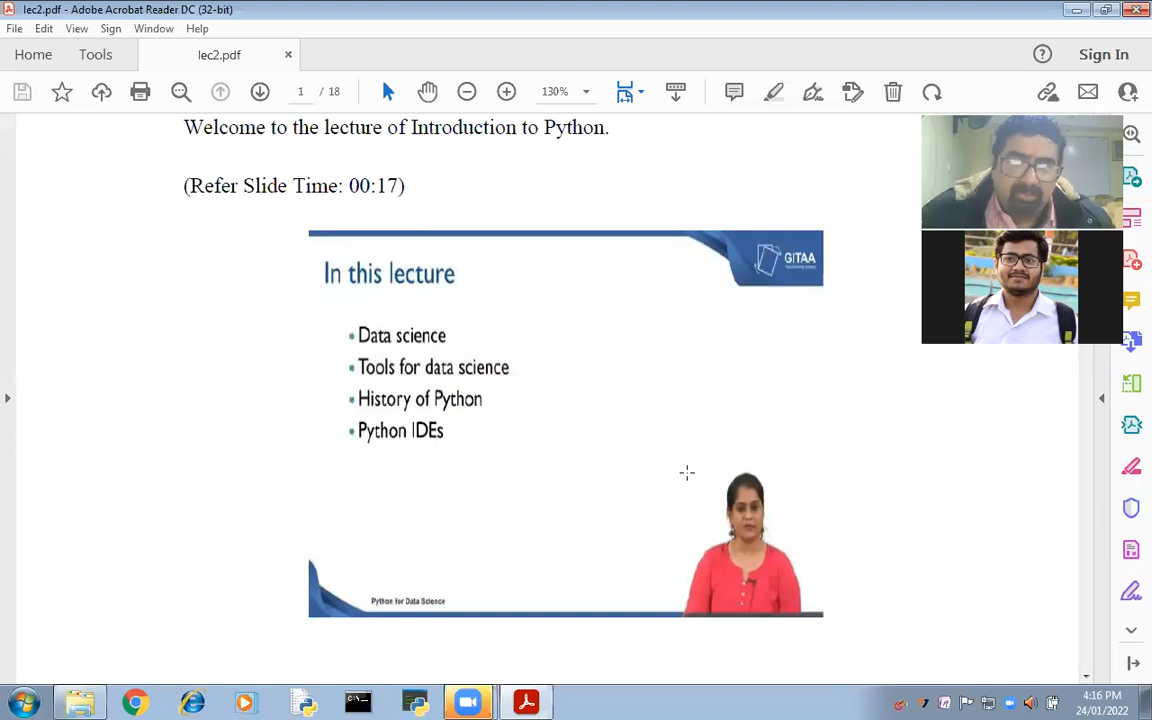 lec2.pdf - Adobe Acrobat Reader DC (32-bit)
File Edit View Sign Window Help
Home Tools lec2.pdf Sign In
1 / 18 130%
Welcome to the lecture of Introduction to Python.
(Refer Slide Time: 00:17)
GITAA
In this lecture
• Data science
• Tools for data science
• History of Python
• Python IDEs
Python for Data Science
4:16 PM
24/01/2022